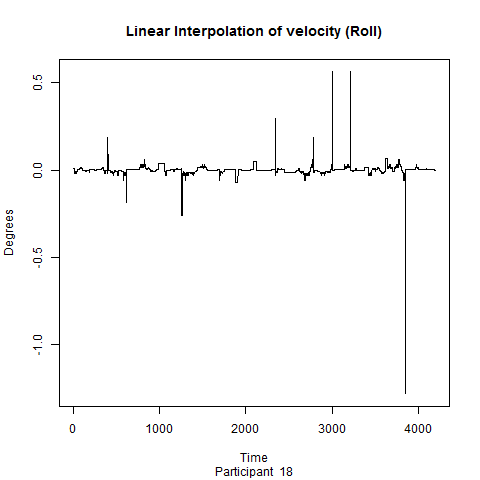 Linear Interpolation of velocity (Roll)
0.5
0.0
-0.5
-1.0
Degrees
0 1000 2000 3000 4000
Time
Participant 18